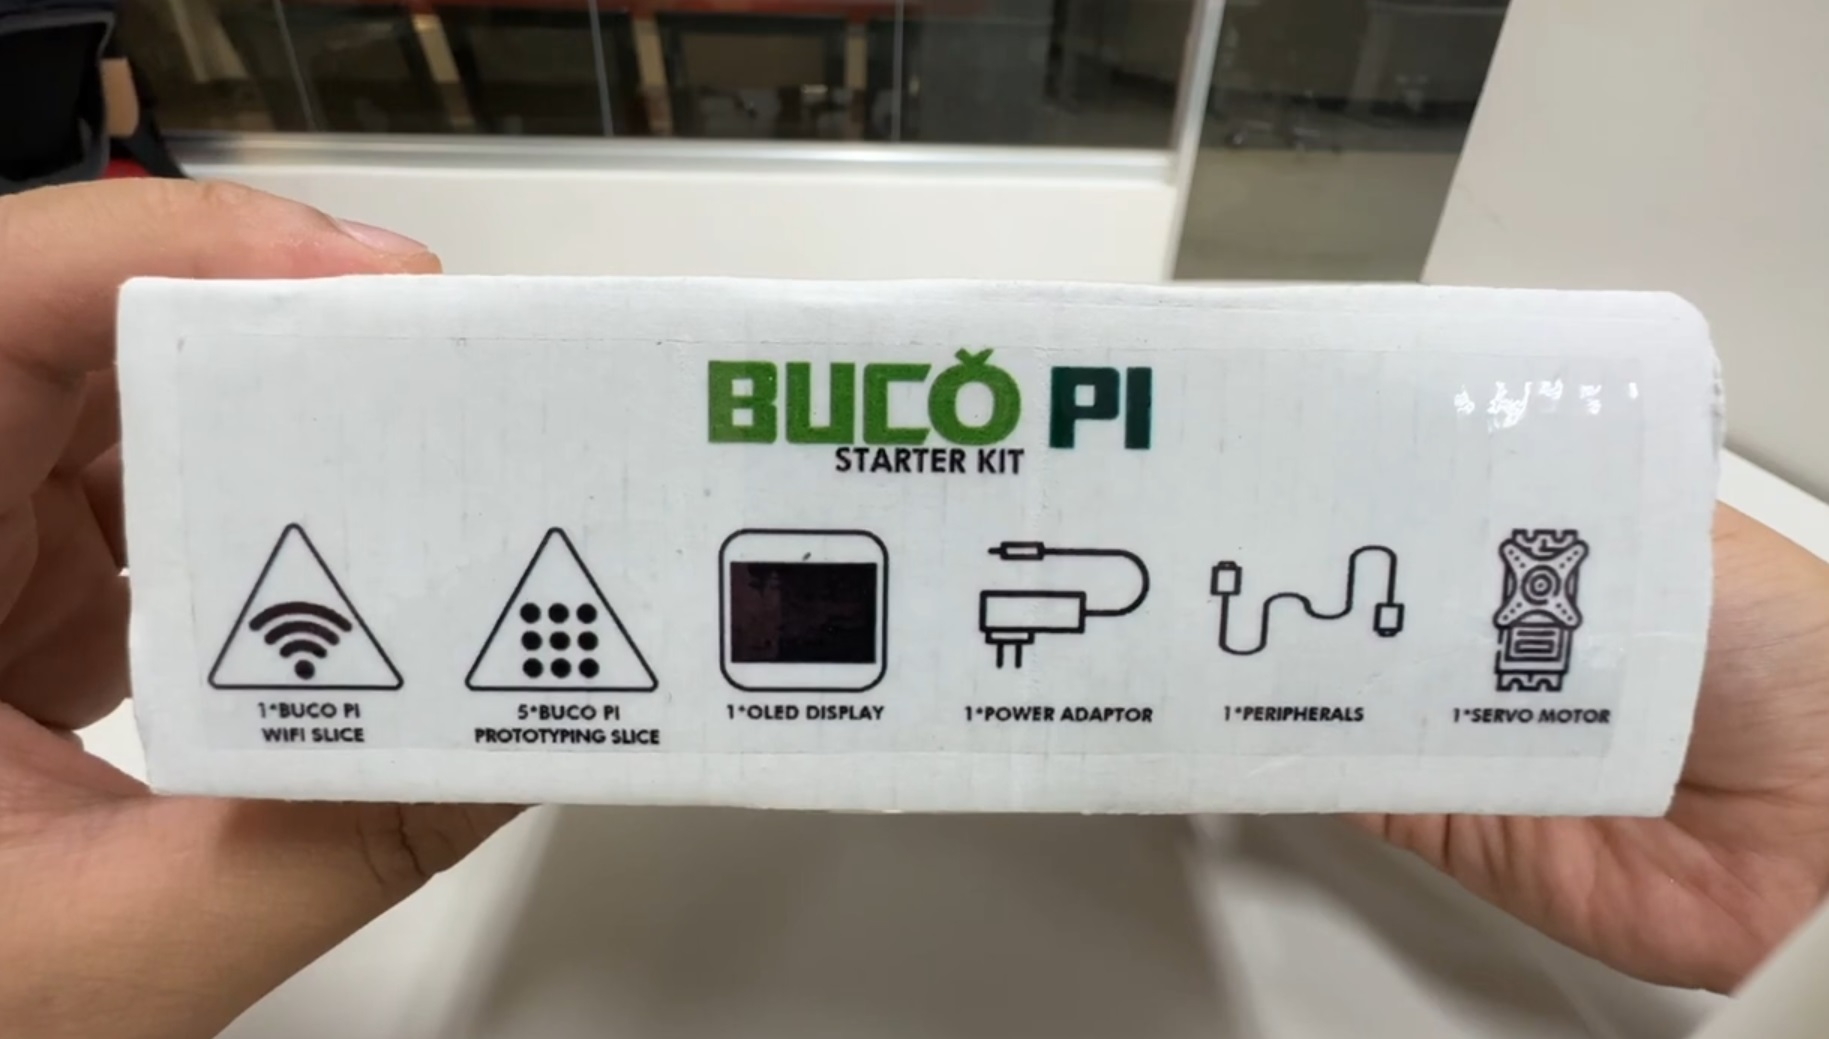 BUCǑ PI
STARTER KIT
1*BUCO PI
WIFI SLICE
5*BUCO PI
PROTOTYPING SLICE
1*OLED DISPLAY
1*POWER ADAPTOR
1*PERIPHERALS
1*SERVO MOTOR